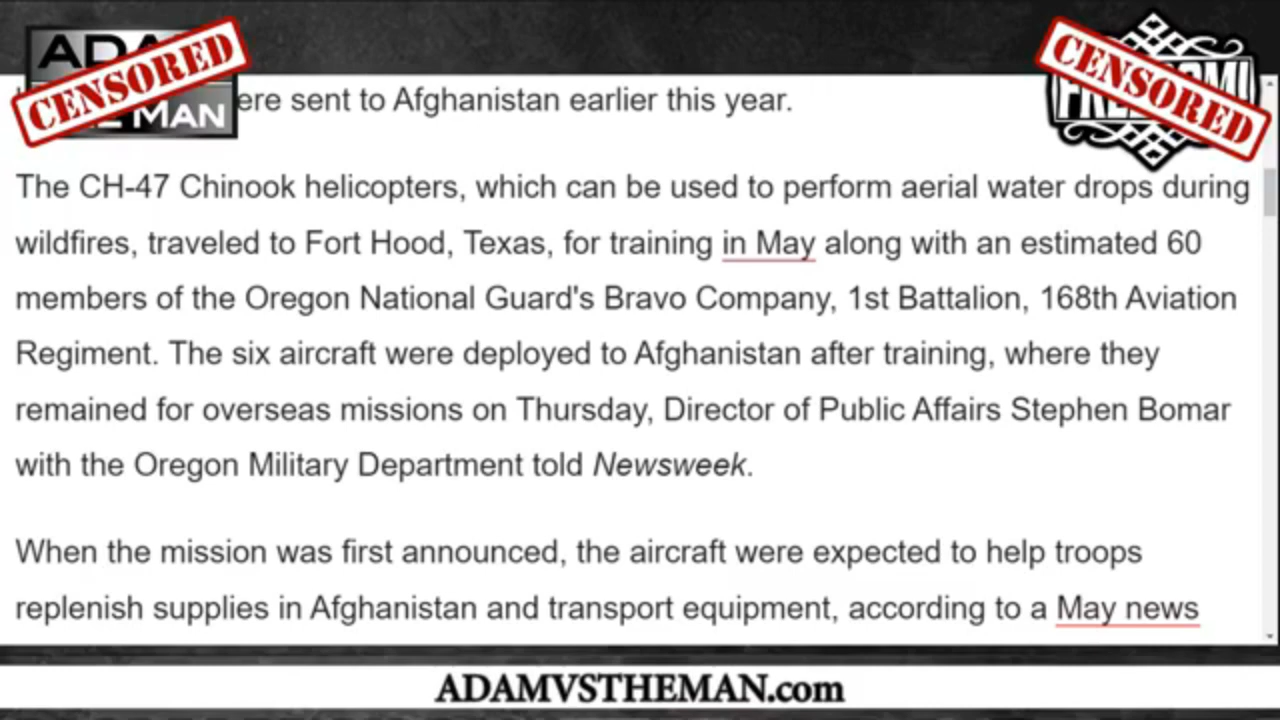 ADA
CENSORED
MAN
CENSORED
ere sent to Afghanistan earlier this year.
The CH-47 Chinook helicopters, which can be used to perform aerial water drops during
wildfires, traveled to Fort Hood, Texas, for training in May along with an estimated 60
members of the Oregon National Guard's Bravo Company, 1st Battalion, 168th Aviation
Regiment. The six aircraft were deployed to Afghanistan after training, where they
remained for overseas missions on Thursday, Director of Public Affairs Stephen Bomar
with the Oregon Military Department told Newsweek.
When the mission was first announced, the aircraft were expected to help troops
replenish supplies in Afghanistan and transport equipment, according to a May news
ADAMVSTHEMAN.com